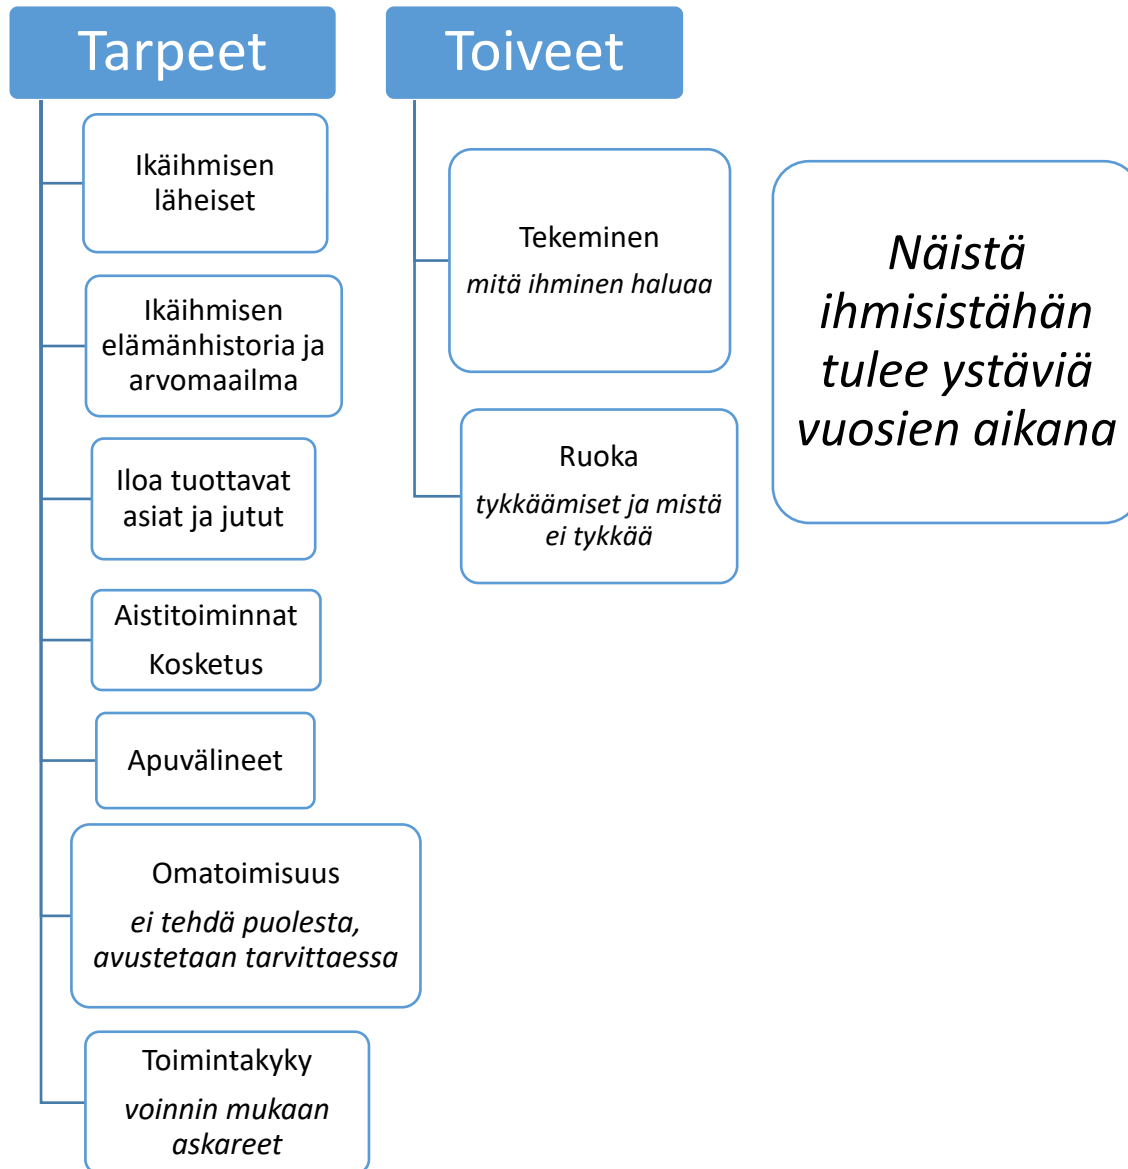 Tarpeet
Ikäihmisen
läheiset
Ikäihmisen
elämänhistoria ja
arvomaailma
Iloa tuottavat
asiat ja jutut
Aistitoiminnat
Kosketus
Apuvälineet
Omatoimisuus
ei tehdä puolesta,
avustetaan tarvittaessa
Toimintakyky
voinnin mukaan
askareet
Toiveet
Tekeminen
mitä ihminen haluaa
Ruoka
tykkäämiset ja mistä
ei tykkää
Näistä
ihmisistähän
tulee ystäviä
vuosien aikana